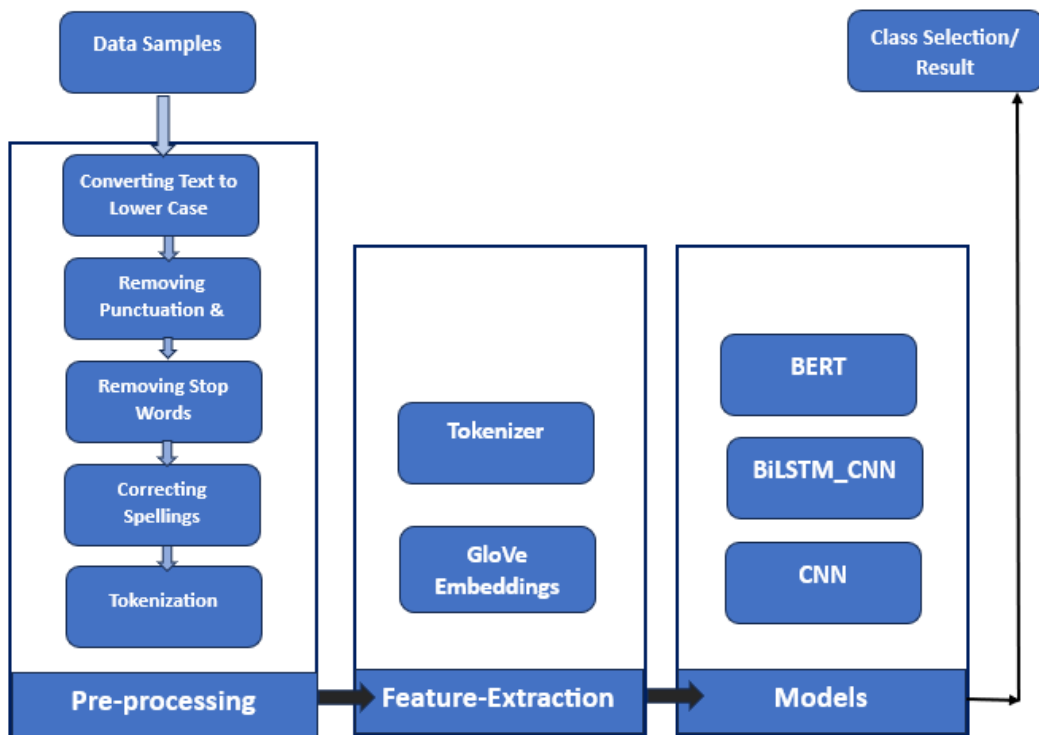 Data Samples
Class Selection/
Result
Converting Text to
Lower Case
Removing
Punctuation &
Removing Stop
Words
Correcting
Spellings
Tokenization
Pre-processing
Tokenizer
GloVe
Embeddings
Feature-Extraction
BERT
BiLSTM_CNN
CNN
Models